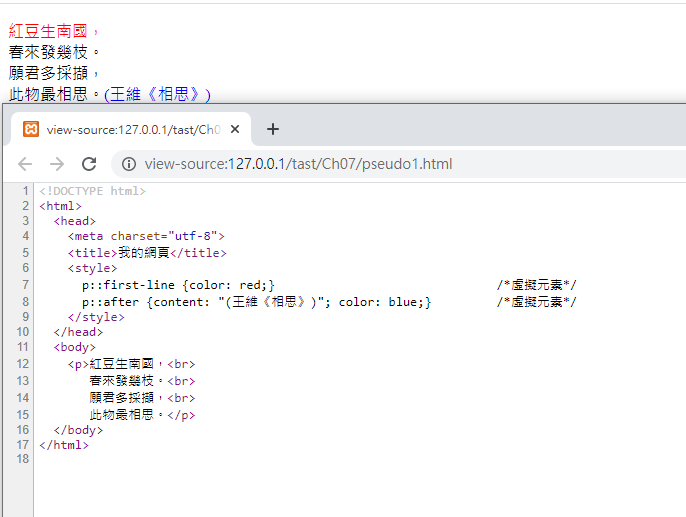 紅豆生南國，
春來發幾枝。
願君多採擷，
此物最相思。(王維《相思》)
view-source:127.0.0.1/tast/Ch0
view-source:127.0.0.1/tast/Ch07/pseudo1.html
1 <!DOCTYPE html>
2 <html>
3 <head>
4 <meta charset="utf-8">
5 <title>我的網頁</title>
6 <style>
7 p::first-line {color: red;} /*虛擬元素*/
8 p::after {content: "(王維《相思》)"; color: blue;} /*虛擬元素*/
9 </style>
10 </head>
11 <body>
12 <p>紅豆生南國，<br>
13 春來發幾枝。<br>
14 願君多採擷，<br>
15 此物最相思。</p>
16 </body>
17 </html>
18